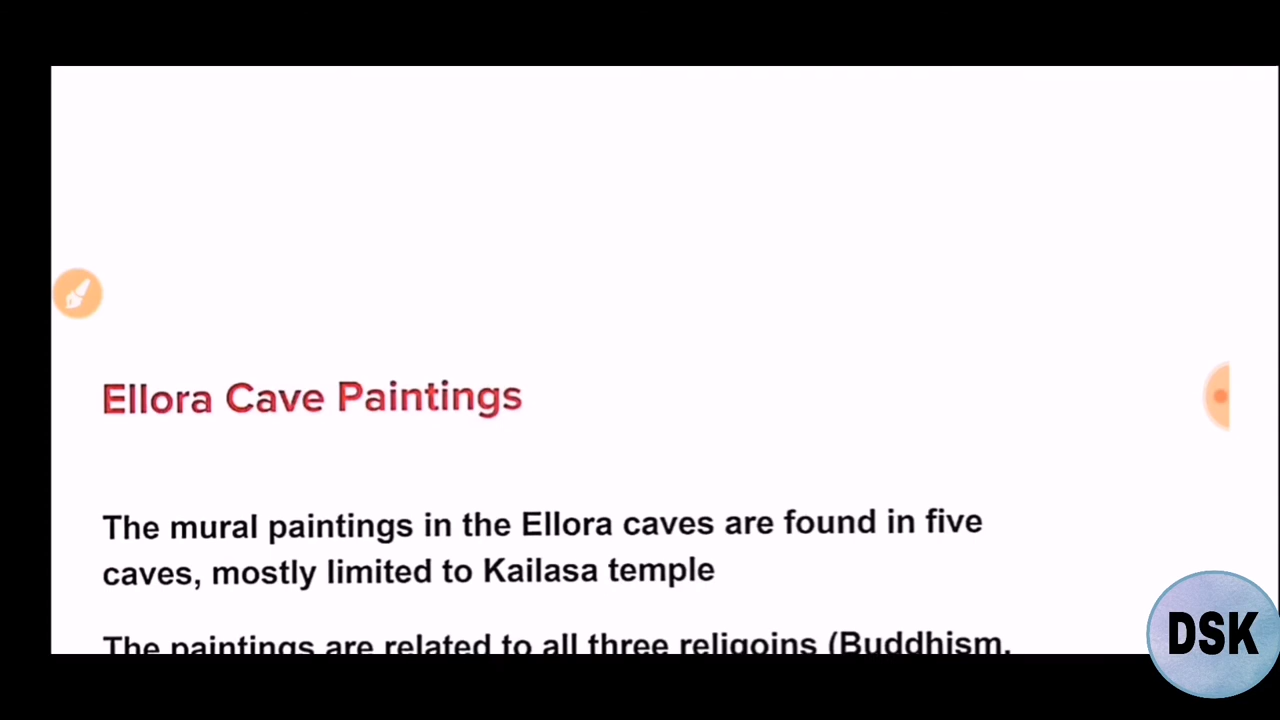 Ellora Cave Paintings
The mural paintings in the Ellora caves are found in five
caves, mostly limited to Kailasa temple
The paintings are related to all three religoins (Buddhism,
DSK